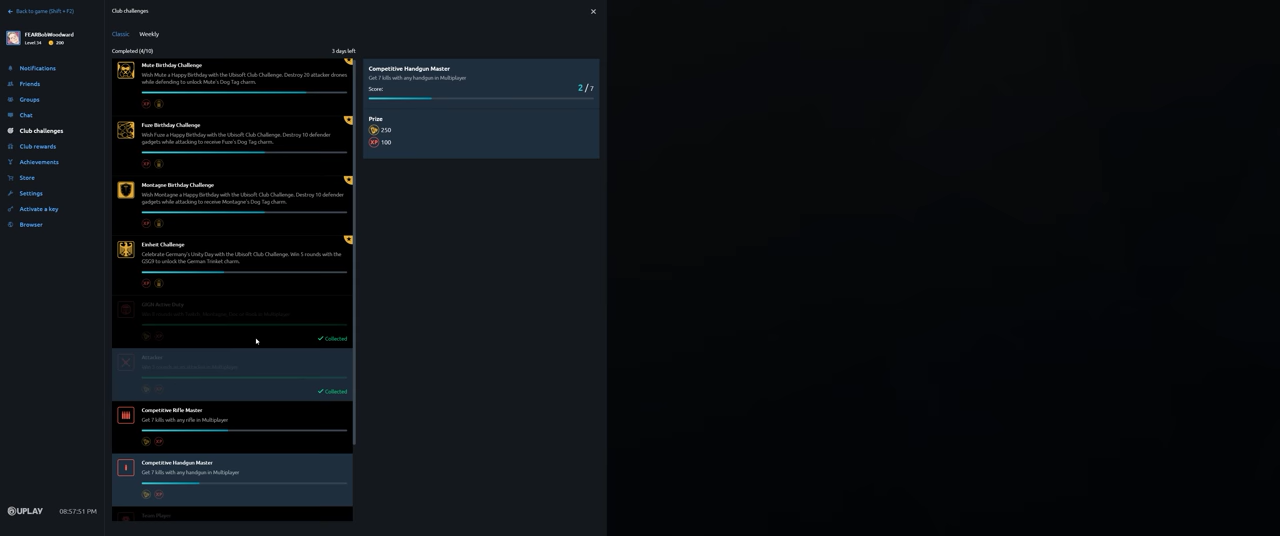 Back to game (Shift + F2)
FEARBobWoodward
Level 34 200
Notifications
Friends
Groups
Chat
Club challenges
Club rewards
Achievements
Store
Settings
Activate a key
Browser
UPLAY 08:57:51 PM
Club challenges
Classic Weekly
Completed (4/10) 3 days left
Mute Birthday Challenge
Wish Mute a Happy Birthday with the Ubisoft Club Challenge. Destroy 20 attacker drones
while defending to unlock Mute's Dog Tag charm.
XP
Fuze Birthday Challenge
Wish Fuze a Happy Birthday with the Ubisoft Club Challenge. Destroy 10 defender
gadgets while attacking to receive Fuze's Dog Tag charm.
XP
Montagne Birthday Challenge
Wish Montagne a Happy Birthday with the Ubisoft Club Challenge. Destroy 10 defender
gadgets while attacking to receive Montagne's Dog Tag charm.
XP
Einheit Challenge
Celebrate Germany's Unity Day with the Ubisoft Club Challenge. Win 5 rounds with the
GSG9 to unlock the German Trinket charm.
XP
GIGN Active Duty
Collected
Collected
Competitive Rifle Master
Get 7 kills with any rifle in Multiplayer
XP
Competitive Handgun Master
Get 7 kills with any handgun in Multiplayer
XP
Team Player
Competitive Handgun Master
Get 7 kills with any handgun in Multiplayer
Score: 2 / 7
Prize
250
XP 100